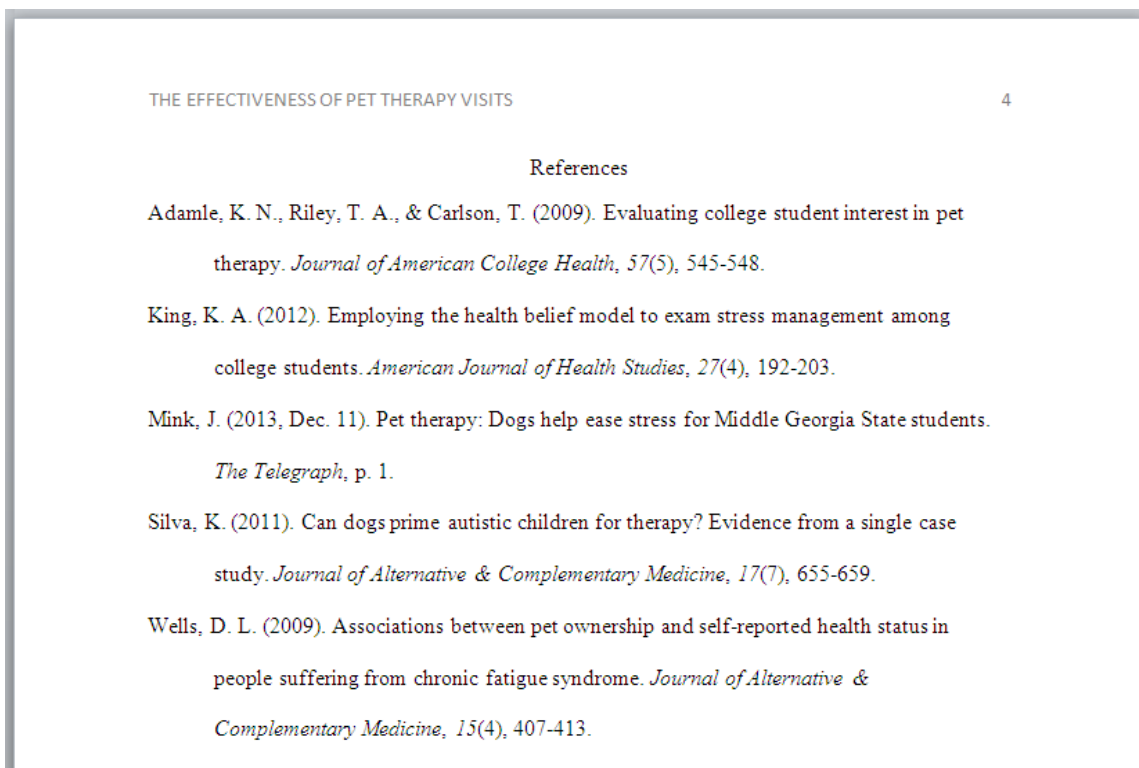 THE EFFECTIVENESS OF PET THERAPY VISITS 4
References
Adamle, K. N., Riley, T. A., & Carlson, T. (2009). Evaluating college student interest in pet
therapy. Journal of American College Health, 57(5), 545-548.
King, K. A. (2012). Employing the health belief model to exam stress management among
college students. American Journal of Health Studies, 27(4), 192-203.
Mink, J. (2013, Dec. 11). Pet therapy: Dogs help ease stress for Middle Georgia State students.
The Telegraph, p. 1.
Silva, K. (2011). Can dogs prime autistic children for therapy? Evidence from a single case
study. Journal of Alternative & Complementary Medicine, 17(7), 655-659.
Wells, D. L. (2009). Associations between pet ownership and self-reported health status in
people suffering from chronic fatigue syndrome. Journal of Alternative &
Complementary Medicine, 15(4), 407-413.